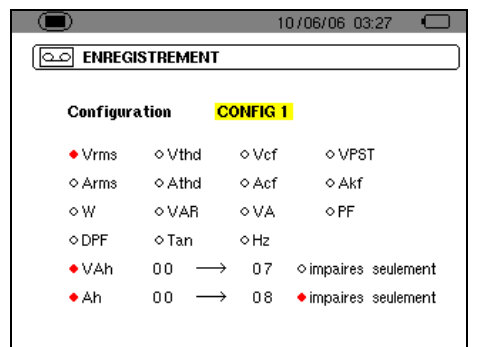 10/06/06 03:27
ENREGISTREMENT
Configuration CONFIG 1
Vrms Vthd Vcf VPST
Arms Athd Acf Akf
W VAR VA PF
DPF Tan Hz
VAh 00 → 07 impaires seulement
Ah 00 → 08 impaires seulement